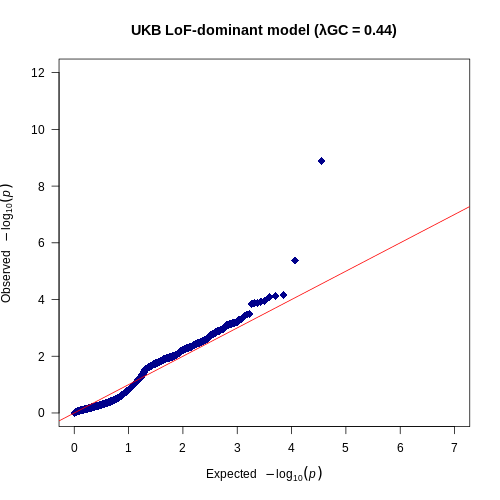 UKB LoF-dominant model (λGC = 0.44)
12
10
8
6
4
2
0
Observed −log10(p)
0 1 2 3 4 5 6 7
Expected −log10(p)